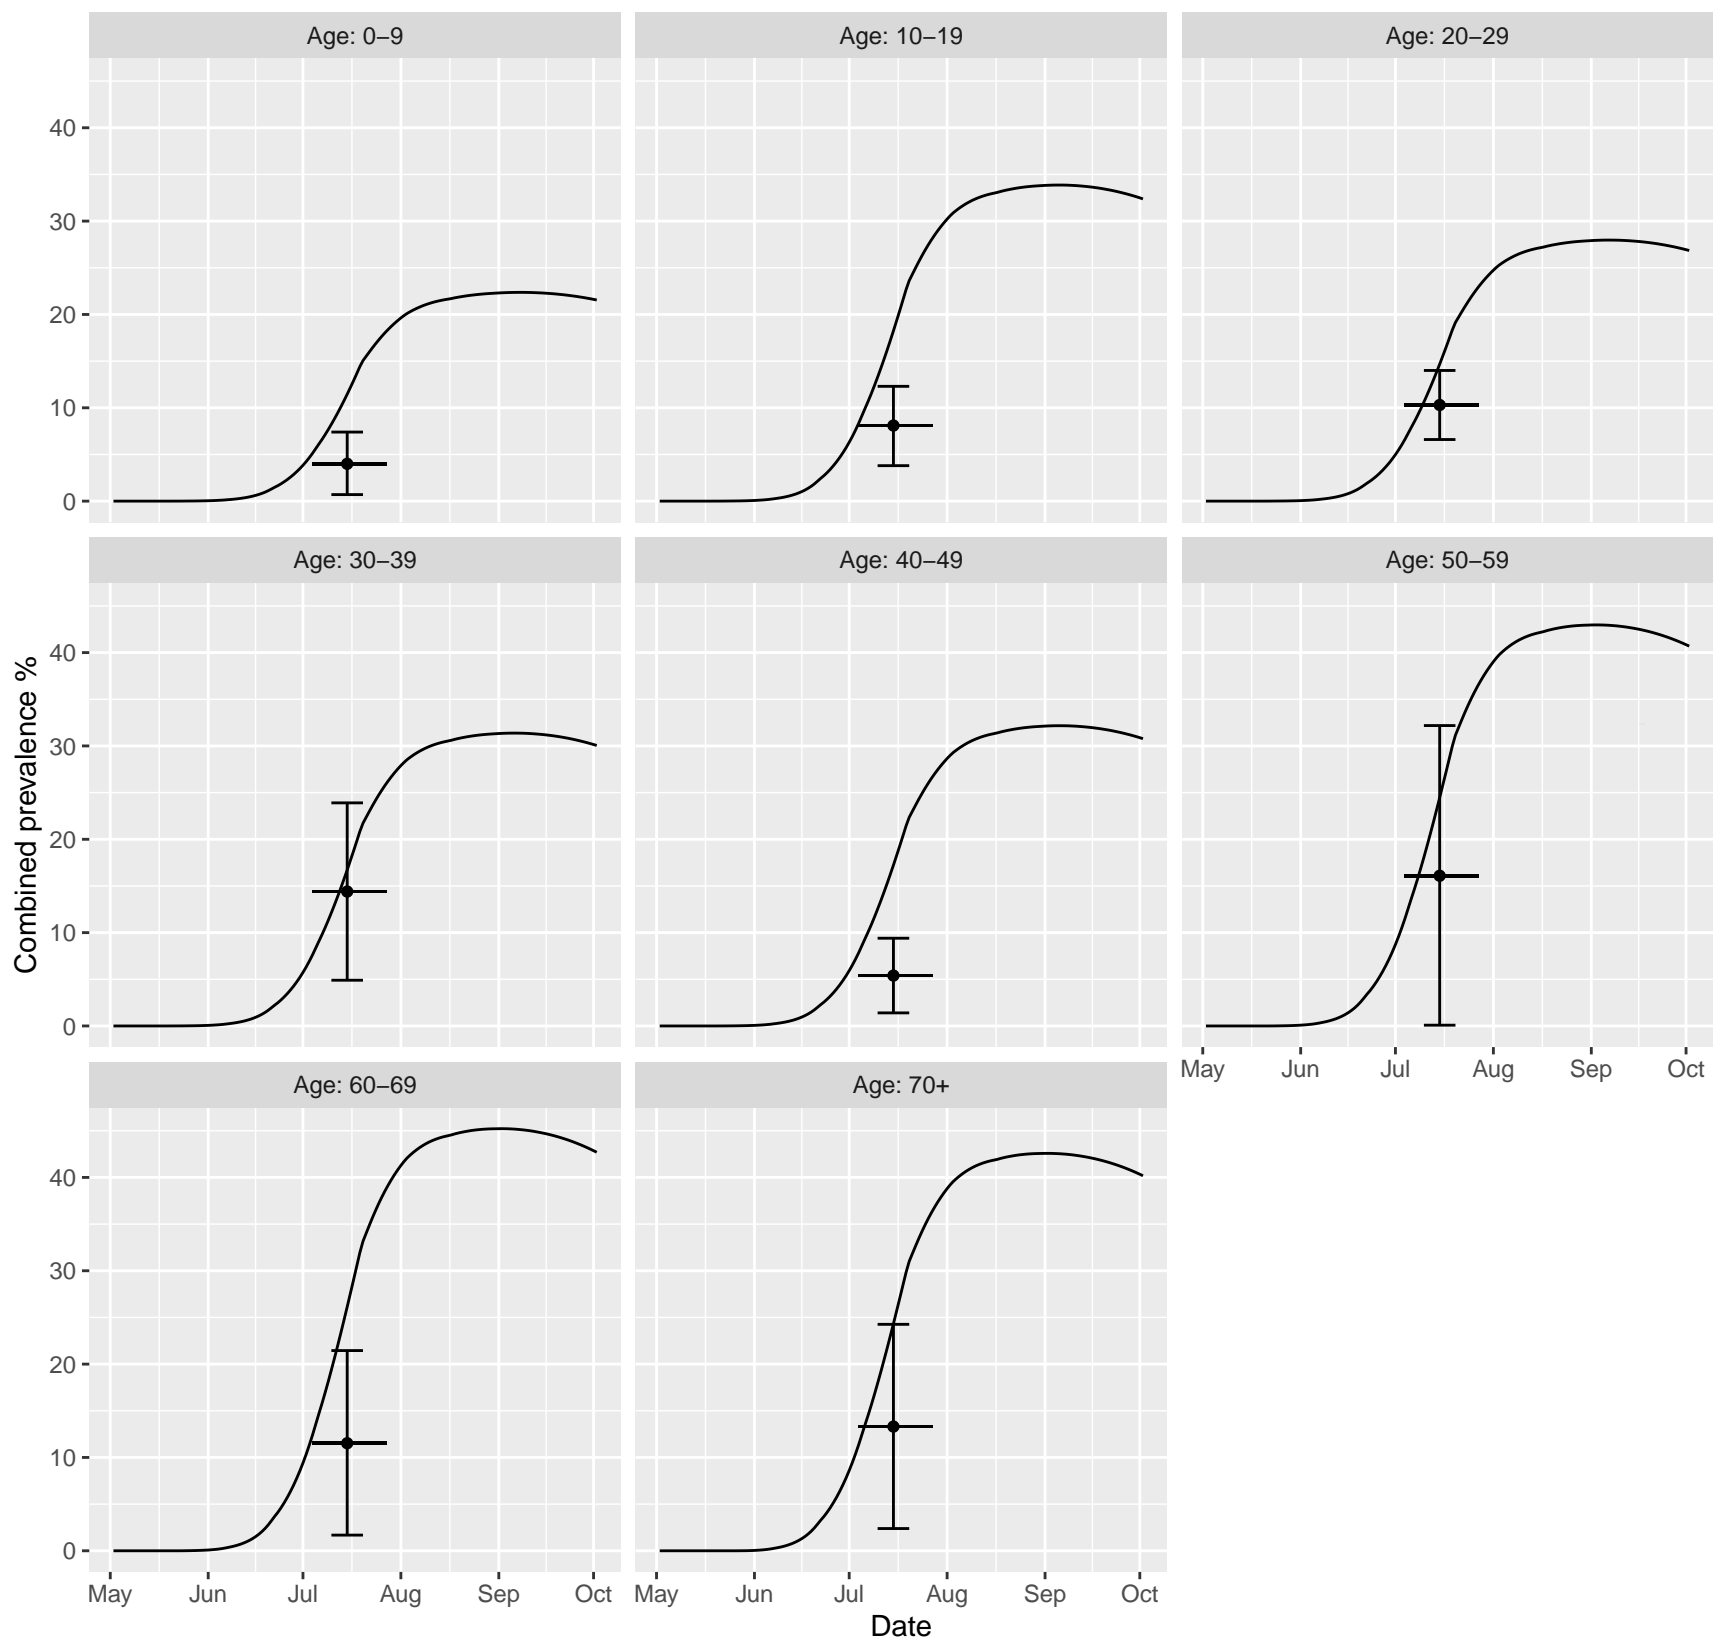 Age: 0–9
Age: 10–19
Age: 20–29
40
30
20
10
0
Age: 30–39
Age: 40–49
Age: 50–59
40
30
20
10
0
May Jun Jul Aug Sep Oct
Age: 60–69
Age: 70+
40
30
20
10
0
May Jun Jul Aug Sep Oct
May Jun Jul Aug Sep Oct
Date
Combined prevalence %